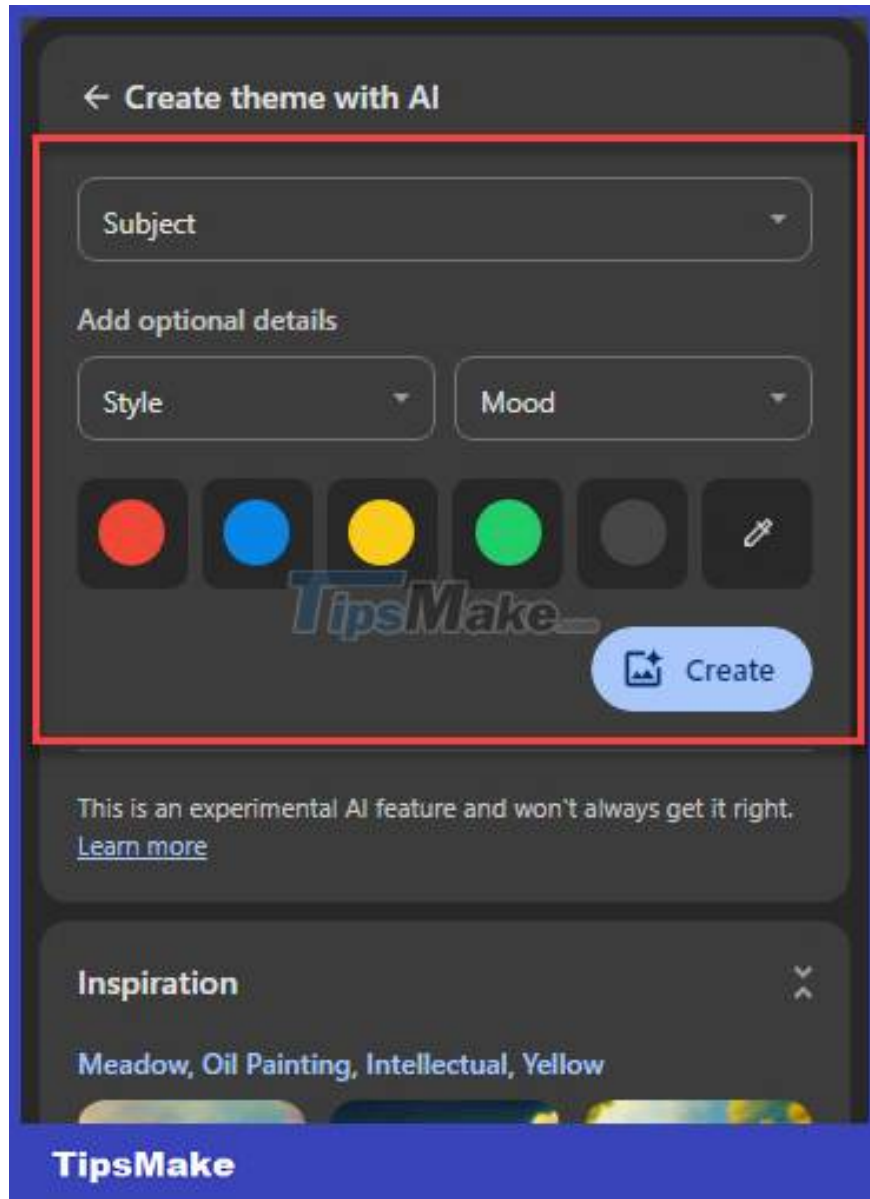 ← Create theme with AI
Subject
Add optional details
Style Mood
TipsMake.com
Create
This is an experimental AI feature and won't always get it right.
Learn more
Inspiration
Meadow, Oil Painting, Intellectual, Yellow
TipsMake